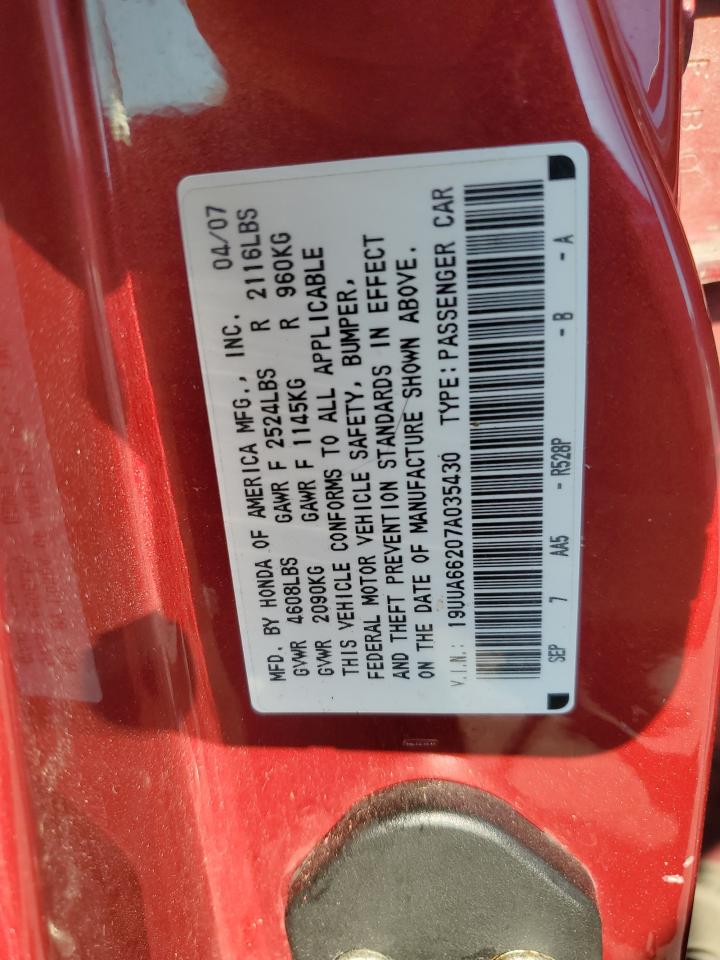 MFD. BY HONDA OF AMERICA MFG., INC. 04/07
GVWR 4608LBS GAWR F 2524LBS R 2116LBS
GVWR 2090KG GAWR F 1145KG R 960KG
THIS VEHICLE CONFORMS TO ALL APPLICABLE
FEDERAL MOTOR VEHICLE SAFETY, BUMPER,
AND THEFT PREVENTION STANDARDS IN EFFECT
ON THE DATE OF MANUFACTURE SHOWN ABOVE.
V.I.N.: 19UUA66207A035430 TYPE: PASSENGER CAR
SEP 7 AA5 - R528P - B - A